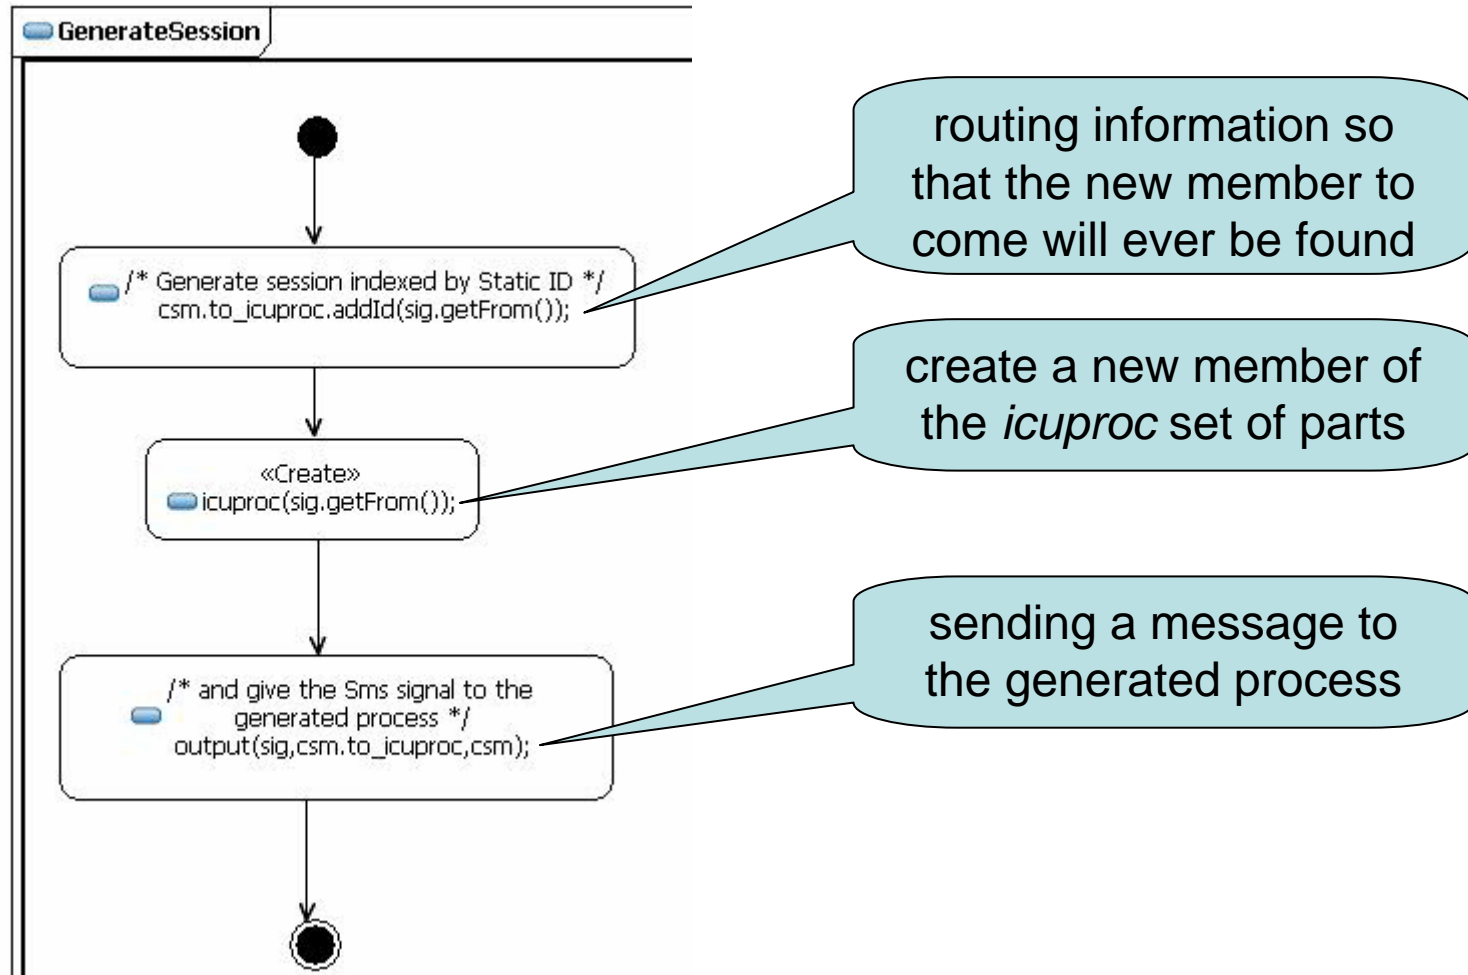 GenerateSession
/* Generate session indexed by Static ID */
csm.to_icuproc.addId(sig.getFrom());
routing information so
that the new member to
come will ever be found
«Create»
icuproc(sig.getFrom());
create a new member of
the icuproc set of parts
/* and give the Sms signal to the
generated process */
output(sig,csm.to_icuproc,csm);
sending a message to
the generated process